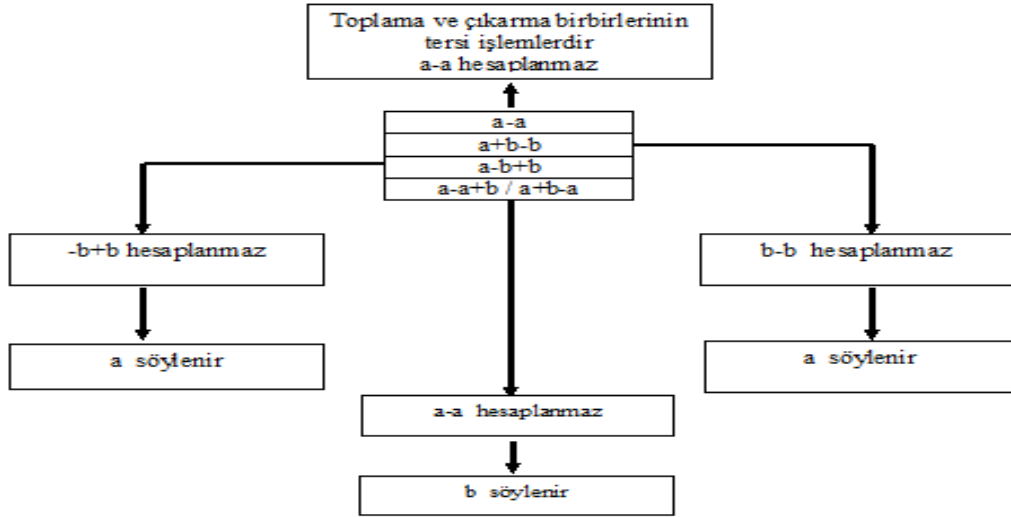 Toplama ve çıkarma birbirlerinin
tersi işlemlerdir
a-a hesaplanmaz
a-a
a+b-b
a-b+b
a-a+b / a+b-a
-b+b hesaplanmaz
b-b hesaplanmaz
a söylenir
a söylenir
a-a hesaplanmaz
b söylenir